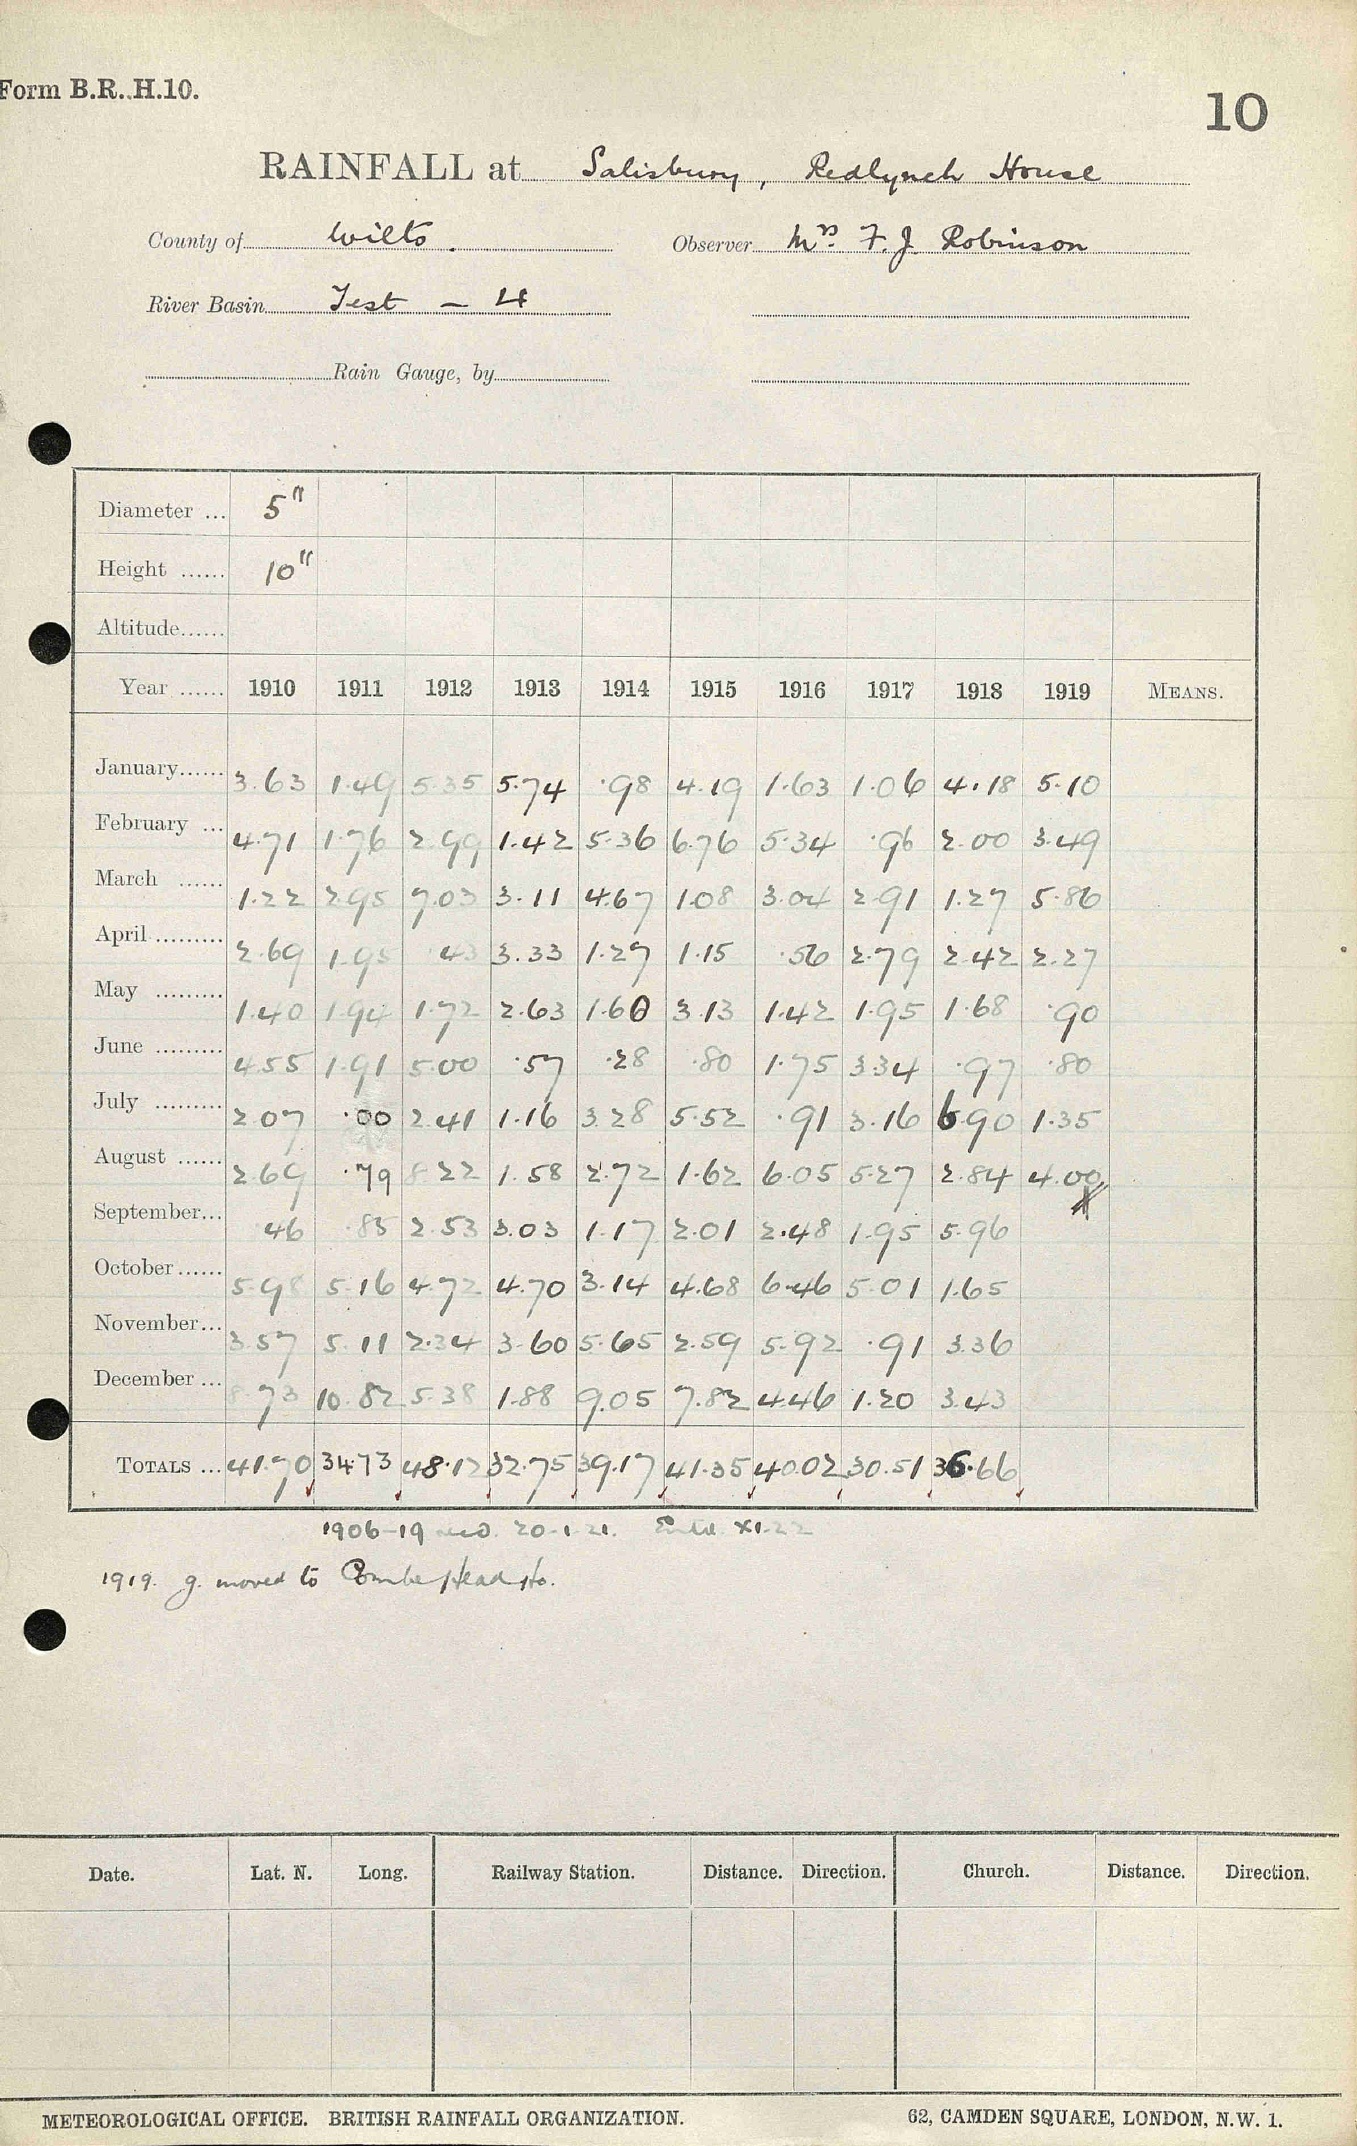 Form B.R. H.10.
10
RAINFALL at Salisbury, Redlynch House
County of Wilts. Observer Mrs. F. J. Robinson
River Basin Test – 4
Rain Gauge, by
Diameter ... 5"
Height ...... 10"
Altitude......
Year ...... 1910 1911 1912 1913 1914 1915 1916 1917 1918 1919 MEANS.
January...... 3.63 1.49 5.35 5.74 .98 4.19 1.63 1.06 4.18 5.10
February ... 4.71 1.76 2.99 1.42 5.36 6.76 5.34 .96 2.00 3.49
March ...... 1.22 2.95 7.03 3.11 4.67 1.08 3.04 2.91 1.27 5.86
April ......... 2.69 1.95 .43 3.33 1.27 1.15 .56 2.79 2.42 2.27
May ......... 1.40 1.94 1.72 2.63 1.60 3.13 1.42 1.95 1.68 .90
June ......... 4.55 1.91 5.00 .57 .28 .80 1.75 3.34 .97 .80
July ......... 2.07 .00 2.41 1.16 3.28 5.52 .91 3.16 6.90 1.35
August ...... 2.69 .79 8.22 1.58 2.72 1.62 6.05 5.27 2.84 4.00
September... .46 .85 2.53 3.03 1.17 2.01 2.48 1.95 5.96
October...... 5.98 5.16 4.72 4.70 3.14 4.68 6.46 5.01 1.65
November... 3.57 5.11 2.34 3.60 5.65 2.59 5.92 .91 3.36
December ... 8.73 10.82 5.38 1.88 9.05 7.82 4.46 1.20 3.43
TOTALS ... 41.70 34.73 48.12 32.75 39.17 41.35 40.02 30.51 36.66
1906-19 20.1.21. Entd. XI.22
1919. g. moved to Combe Head Ho.
Date. Lat. N. Long. Railway Station. Distance. Direction. Church. Distance. Direction.
METEOROLOGICAL OFFICE. BRITISH RAINFALL ORGANIZATION. 62, CAMDEN SQUARE, LONDON, N.W. 1.